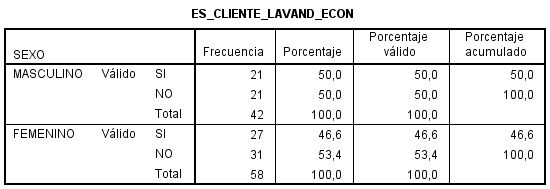 ES_CLIENTE_LAVAND_ECON
SEXO Frecuencia Porcentaje Porcentaje válido Porcentaje acumulado
MASCULINO Válido SI 21 50,0 50,0 50,0
NO 21 50,0 50,0 100,0
Total 42 100,0 100,0
FEMENINO Válido SI 27 46,6 46,6 46,6
NO 31 53,4 53,4 100,0
Total 58 100,0 100,0